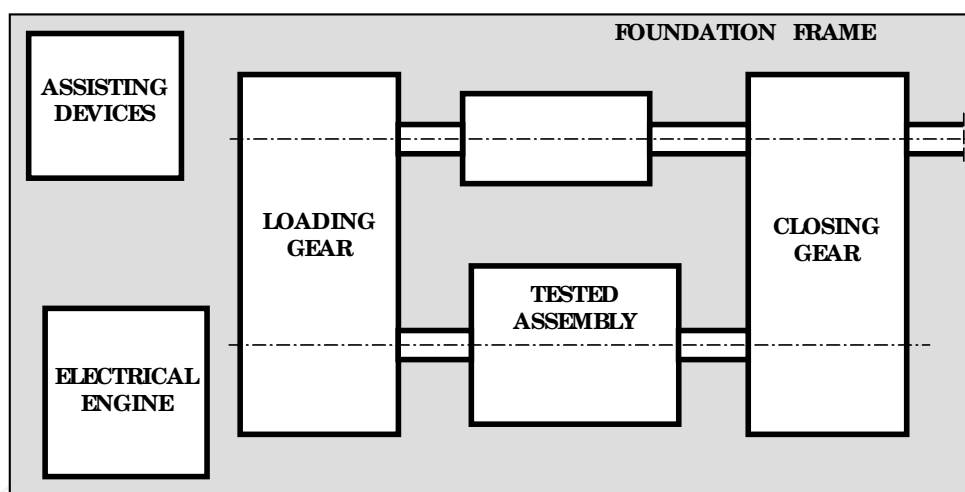 FOUNDATION FRAME
ASSISTING
DEVICES
LOADING
GEAR
CLOSING
GEAR
TESTED
ASSEMBLY
ELECTRICAL
ENGINE